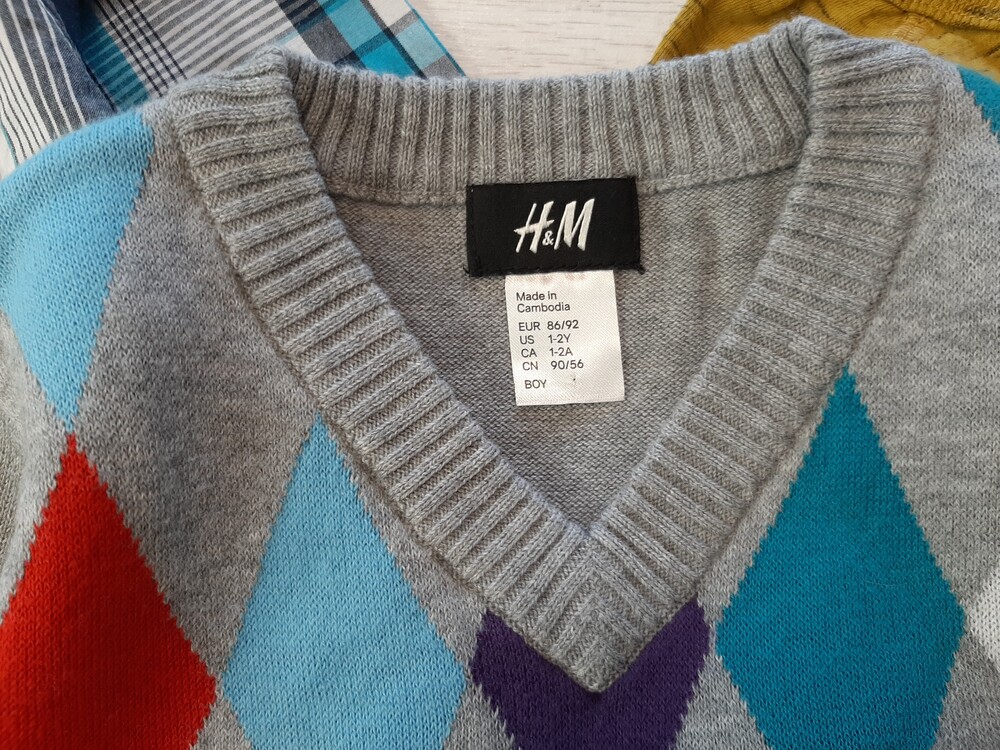 H&M
Made in
Cambodia
EUR 86/92
US 1-2Y
CA 1-2A
CN 90/56
BOY